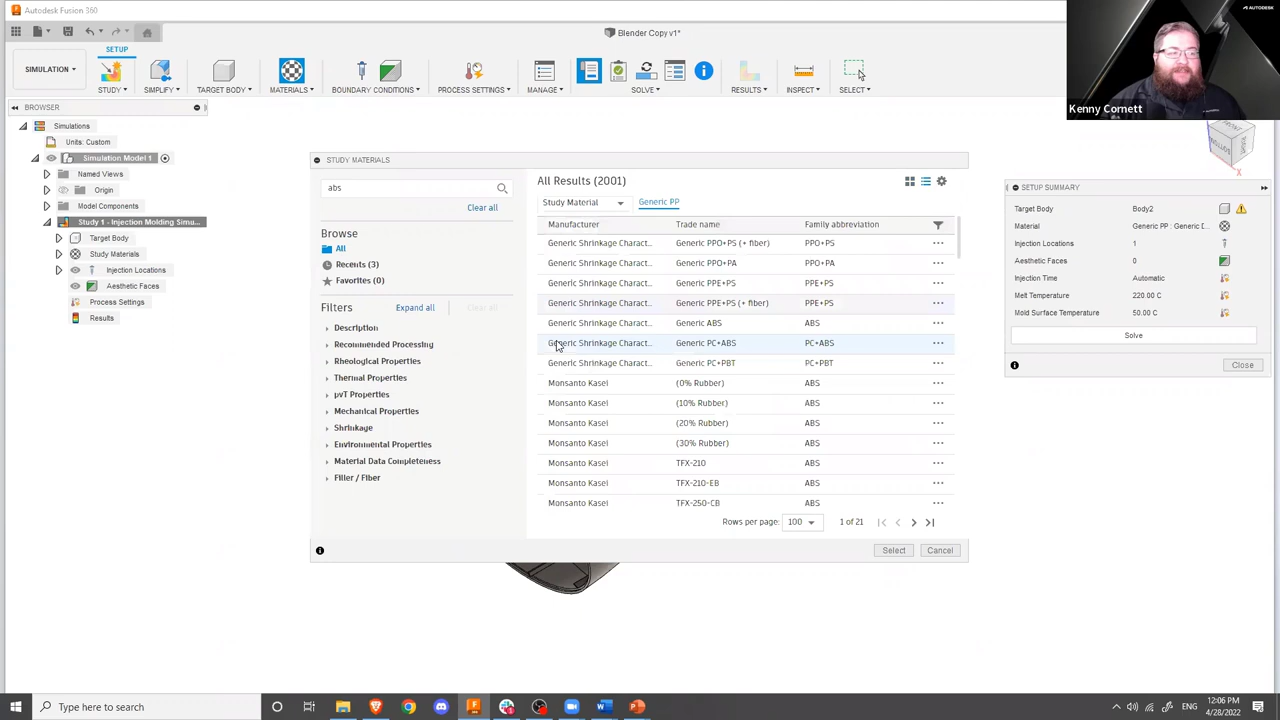 Autodesk Fusion 360
AUTODESK
Blender Copy v1*
SETUP
SIMULATION
STUDY
SIMPLIFY
TARGET BODY
MATERIALS
BOUNDARY CONDITIONS
PROCESS SETTINGS
MANAGE
SOLVE
RESULTS
INSPECT
SELECT
Kenny Cornett
BROWSER
Simulations
Units: Custom
Simulation Model 1
Named Views
Origin
Model Components
Study 1 - Injection Molding Simu...
Target Body
Study Materials
Injection Locations
Aesthetic Faces
Process Settings
Results
STUDY MATERIALS
abs
Clear all
Browse
All
Recents (3)
Favorites (0)
Filters Expand all Clear all
Description
Recommended Processing
Rheological Properties
Thermal Properties
pvT Properties
Mechanical Properties
Shrinkage
Environmental Properties
Material Data Completeness
Filler / Fiber
All Results (2001)
Study Material Generic PP
Manufacturer Trade name Family abbreviation
Generic Shrinkage Charact... Generic PPO+PS (+ fiber) PPO+PS
Generic Shrinkage Charact... Generic PPO+PA PPO+PA
Generic Shrinkage Charact... Generic PPE+PS PPE+PS
Generic Shrinkage Charact... Generic PPE+PS (+ fiber) PPE+PS
Generic Shrinkage Charact... Generic ABS ABS
Generic Shrinkage Charact... Generic PC+ABS PC+ABS
Generic Shrinkage Charact... Generic PC+PBT PC+PBT
Monsanto Kasei (0% Rubber) ABS
Monsanto Kasei (10% Rubber) ABS
Monsanto Kasei (20% Rubber) ABS
Monsanto Kasei (30% Rubber) ABS
Monsanto Kasei TFX-210 ABS
Monsanto Kasei TFX-210-EB ABS
Monsanto Kasei TFX-250-CB ABS
Rows per page: 100 1 of 21
Select Cancel
FRONT
BOTTOM
X
SETUP SUMMARY
Target Body Body2
Material Generic PP : Generic D...
Injection Locations 1
Aesthetic Faces 0
Injection Time Automatic
Melt Temperature 220.00 C
Mold Surface Temperature 50.00 C
Solve
Close
Type here to search
ENG
12:06 PM
4/28/2022